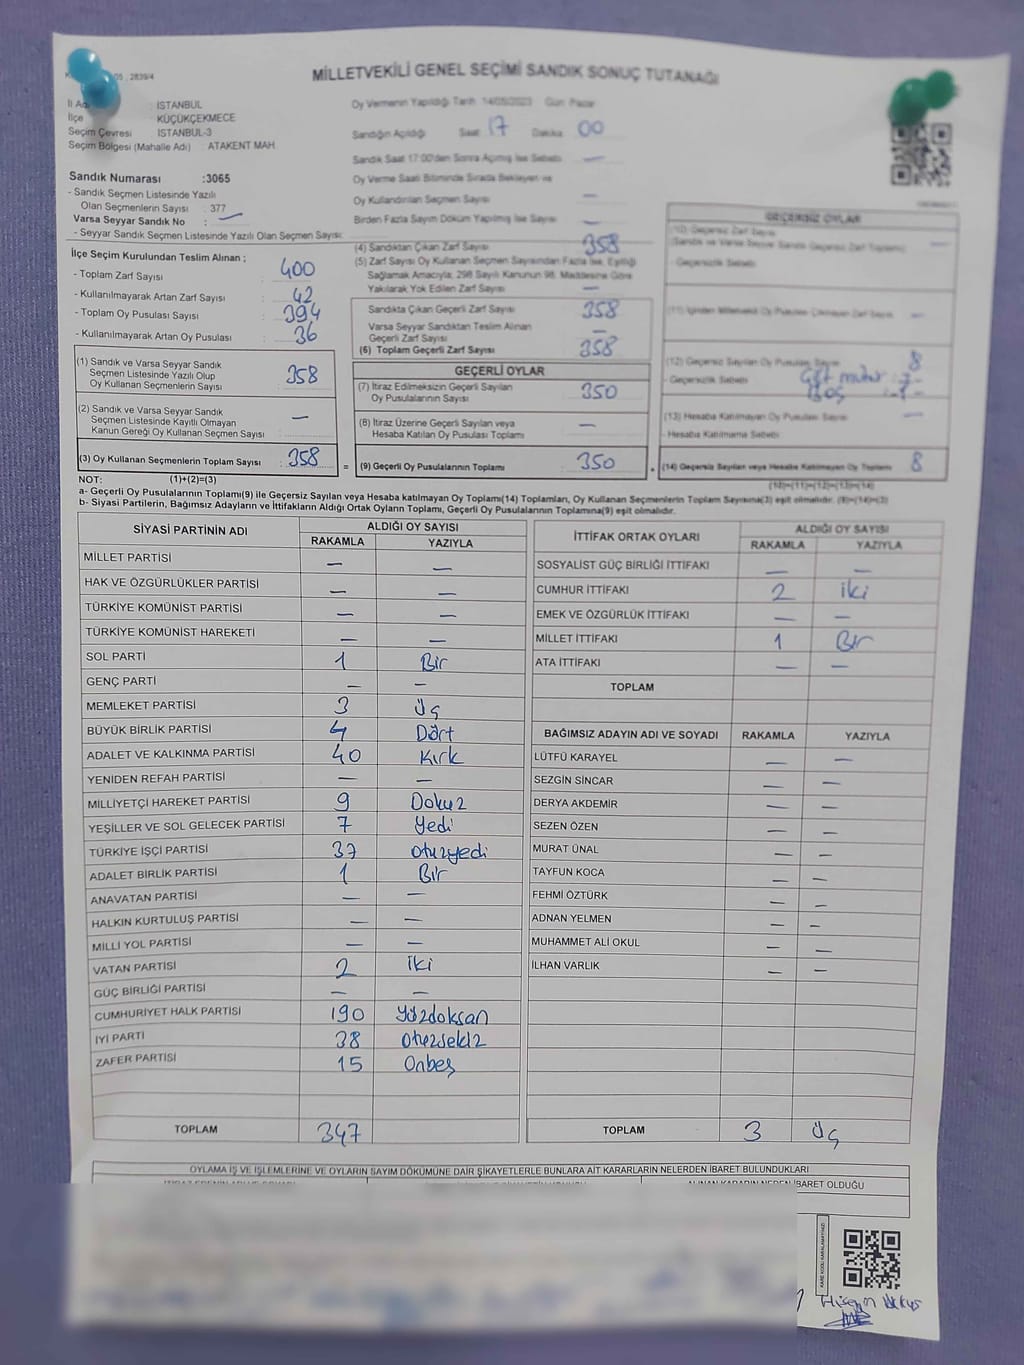 MİLLETVEKİLİ GENEL SEÇİMİ SANDIK SONUÇ TUTANAĞI
05 : 2839/4
İl Adı : İSTANBUL
İlçe : KÜÇÜKÇEKMECE
Seçim Çevresi : İSTANBUL-3
Seçim Bölgesi (Mahalle Adı) : ATAKENT MAH.
Sandık Numarası :3065
- Sandık Seçmen Listesinde Yazılı
Olan Seçmenlerin Sayısı : 377
Varsa Seyyar Sandık No : —
- Seyyar Sandık Seçmen Listesinde Yazılı Olan Seçmen Sayısı:
Oy Vermenin Yapıldığı Tarih 14/05/2023 Gün Pazar
Sandığın Açıldığı Saat 17 Dakika 00
Sandık Saat 17:00'den Sonra Açılmış İse Sebebi —
Oy Verme Saati Bitiminde Sırada Bekleyen ve
Oy Kullandırılan Seçmen Sayısı —
Birden Fazla Sayım Döküm Yapılmış İse Sayısı —
İlçe Seçim Kurulundan Teslim Alınan ;
- Toplam Zarf Sayısı : 400
- Kullanılmayarak Artan Zarf Sayısı : 42
- Toplam Oy Pusulası Sayısı : 394
- Kullanılmayarak Artan Oy Pusulası : 36
(1) Sandık ve Varsa Seyyar Sandık
Seçmen Listesinde Yazılı Olup
Oy Kullanan Seçmenlerin Sayısı 358
(2) Sandık ve Varsa Seyyar Sandık
Seçmen Listesinde Kayıtlı Olmayan
Kanun Gereği Oy Kullanan Seçmen Sayısı —
(3) Oy Kullanan Seçmenlerin Toplam Sayısı 358
(4) Sandıktan Çıkan Zarf Sayısı 358
(5) Zarf Sayısı Oy Kullanan Seçmen Sayısından Fazla İse, Eşitliği
Sağlamak Amacıyla, 298 Sayılı Kanunun 98. Maddesine Göre
Yakılarak Yok Edilen Zarf Sayısı —
Sandıkta Çıkan Geçerli Zarf Sayısı 358
Varsa Seyyar Sandıktan Teslim Alınan
Geçerli Zarf Sayısı —
(6) Toplam Geçerli Zarf Sayısı 358
GEÇERLİ OYLAR
(7) İtiraz Edilmeksizin Geçerli Sayılan
Oy Pusulalarının Sayısı 350
(8) İtiraz Üzerine Geçerli Sayılan veya
Hesaba Katılan Oy Pusulası Toplamı —
= (9) Geçerli Oy Pusulalarının Toplamı 350
GEÇERSİZ OYLAR
(10) Geçersiz Zarf Sayısı
(Sandık ve Varsa Seyyar Sandık Geçersiz Zarf Toplamı) —
- Geçersizlik Sebebi
(11) İçinden Milletvekili Oy Pusulası Çıkmayan Zarf Sayısı —
(12) Geçersiz Sayılan Oy Pusulası Sayısı 8
- Geçersizlik Sebebi Çift mühür :-7-
Boş :-1-
(13) Hesaba Katılmayan Oy Pusulası Sayısı —
- Hesaba Katılmama Sebebi
(14) Geçersiz Sayılan veya Hesaba Katılmayan Oy Toplamı 8
NOT: (1)+(2)=(3)
(10)+(11)+(12)+(13)=(14)
a- Geçerli Oy Pusulalarının Toplamı(9) ile Geçersiz Sayılan veya Hesaba katılmayan Oy Toplamı(14) Toplamları, Oy Kullanan Seçmenlerin Toplam Sayısına(3) eşit olmalıdır. (9)+(14)=(3)
b- Siyasi Partilerin, Bağımsız Adayların ve İttifakların Aldığı Ortak Oyların Toplamı, Geçerli Oy Pusulalarının Toplamına(9) eşit olmalıdır.
SİYASİ PARTİNİN ADI ALDIĞI OY SAYISI
RAKAMLA YAZIYLA
MİLLET PARTİSİ — —
HAK VE ÖZGÜRLÜKLER PARTİSİ — —
TÜRKİYE KOMÜNİST PARTİSİ — —
TÜRKİYE KOMÜNİST HAREKETİ — —
SOL PARTİ 1 Bir
GENÇ PARTİ — —
MEMLEKET PARTİSİ 3 üç
BÜYÜK BİRLİK PARTİSİ 4 Dört
ADALET VE KALKINMA PARTİSİ 40 Kırk
YENİDEN REFAH PARTİSİ — —
MİLLİYETÇİ HAREKET PARTİSİ 9 Dokuz
YEŞİLLER VE SOL GELECEK PARTİSİ 7 Yedi
TÜRKİYE İŞÇİ PARTİSİ 37 otuzyedi
ADALET BİRLİK PARTİSİ 1 Bir
ANAVATAN PARTİSİ — —
HALKIN KURTULUŞ PARTİSİ — —
MİLLİ YOL PARTİSİ — —
VATAN PARTİSİ 2 İki
GÜÇ BİRLİĞİ PARTİSİ — —
CUMHURİYET HALK PARTİSİ 190 Yüzdoksan
İYİ PARTİ 38 otuzsekiz
ZAFER PARTİSİ 15 Onbeş
TOPLAM 347
İTTİFAK ORTAK OYLARI ALDIĞI OY SAYISI
RAKAMLA YAZIYLA
SOSYALİST GÜÇ BİRLİĞİ İTTİFAKI — —
CUMHUR İTTİFAKI 2 iki
EMEK VE ÖZGÜRLÜK İTTİFAKI — —
MİLLET İTTİFAKI 1 Bir
ATA İTTİFAKI — —
TOPLAM
BAĞIMSIZ ADAYIN ADI VE SOYADI RAKAMLA YAZIYLA
LÜTFÜ KARAYEL — —
SEZGİN SİNCAR — —
DERYA AKDEMİR — —
SEZEN ÖZEN — —
MURAT ÜNAL — —
TAYFUN KOCA — —
FEHMİ ÖZTÜRK — —
ADNAN YELMEN — —
MUHAMMET ALİ OKUL — —
İLHAN VARLIK — —
TOPLAM 3 üç
OYLAMA İŞ VE İŞLEMLERİNE VE OYLARIN SAYIM DÖKÜMÜNE DAİR ŞİKAYETLERLE BUNLARA AİT KARARLARIN NELERDEN İBARET BULUNDUKLARI
ALINAN KARARIN NEDEN İBARET OLDUĞU